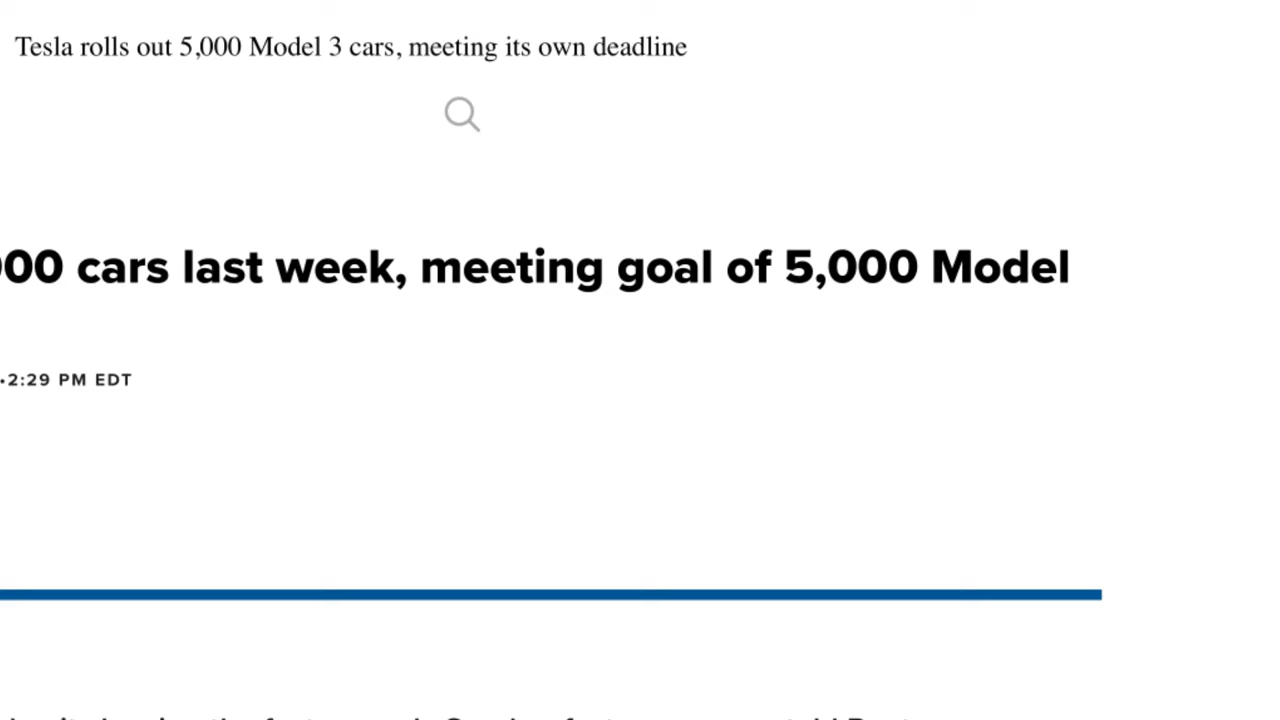 Tesla rolls out 5,000 Model 3 cars, meeting its own deadline
00 cars last week, meeting goal of 5,000 Model
•2:29 PM EDT